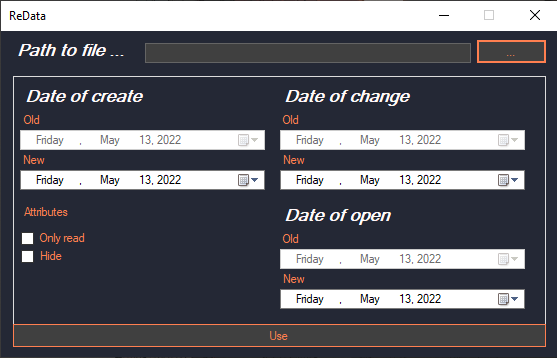 ReData
Path to file ...
...
Date of create
Old
Friday , May 13, 2022
New
Friday , May 13, 2022
Attributes
Only read
Hide
Date of change
Old
Friday , May 13, 2022
New
Friday , May 13, 2022
Date of open
Old
Friday , May 13, 2022
New
Friday , May 13, 2022
Use